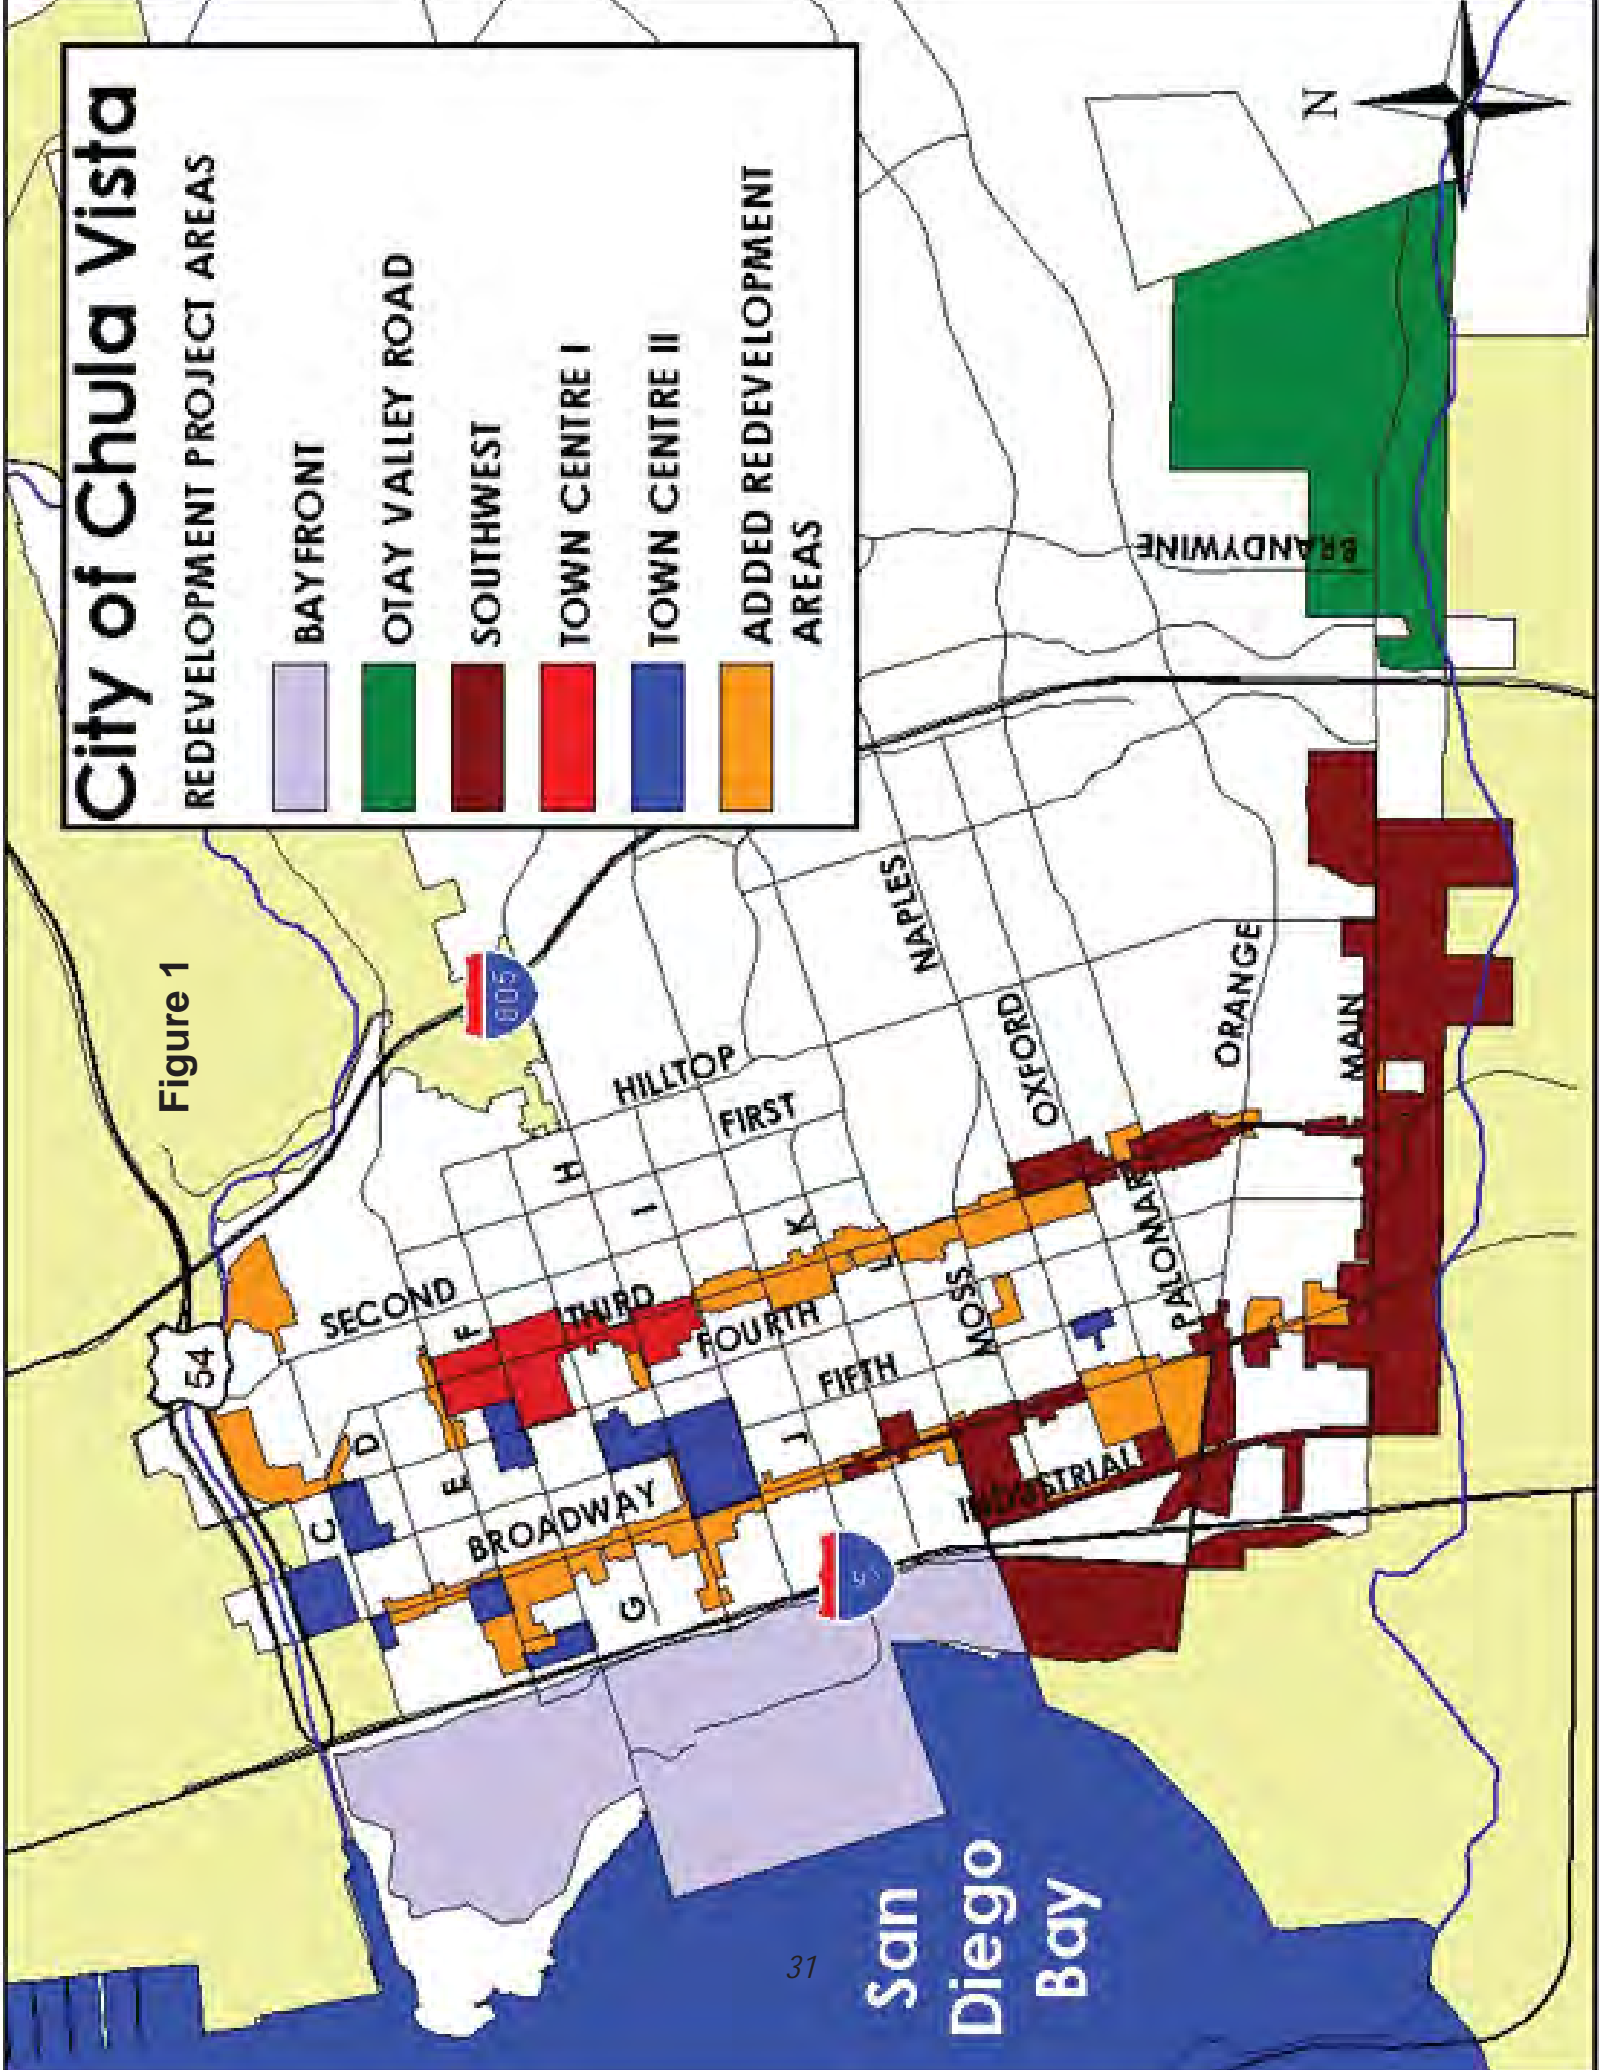 City of Chula Vista
REDEVELOPMENT PROJECT AREAS
BAYFRONT
OTAY VALLEY ROAD
SOUTHWEST
TOWN CENTRE I
TOWN CENTRE II
ADDED REDEVELOPMENT
AREAS
Figure 1
N
54
805
5
C
D
E
F
G
H
I
J
K
L
SECOND
THIRD
FOURTH
FIFTH
BROADWAY
HILLTOP
FIRST
MOSS
NAPLES
OXFORD
PALOMAR
ORANGE
MAIN
INDUSTRIAL
BRANDYWINE
San
Diego
Bay
31